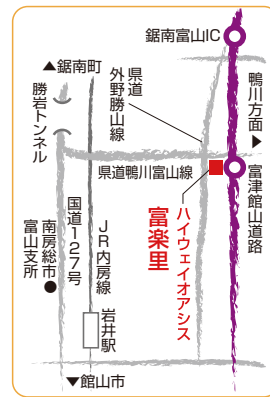 鋸南富山IC
▲鋸南町
県道
外野勝山線
鴨川方面▶
勝岩トンネル
県道鴨川富山線
富津館山道路
ハイウェイオアシス
富楽里
国道127号
JR内房線
南房総市●
富山支所
岩井駅
▼館山市